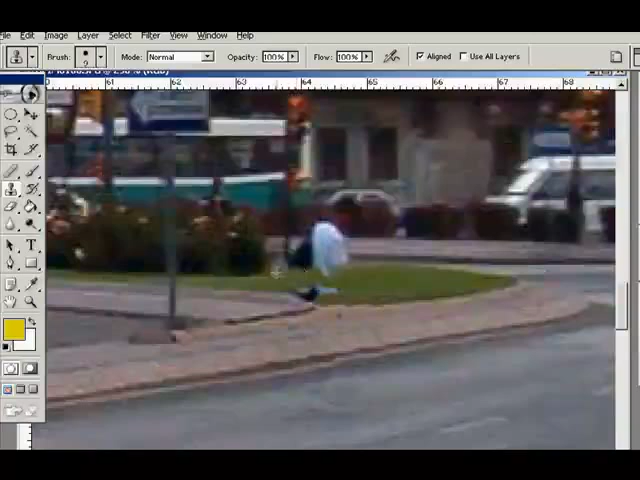 File Edit Image Layer Select Filter View Window Help
Brush: Mode: Normal Opacity: 100% Flow: 100% Aligned Use All Layers
61 62 63 64 65 66 67 68
T